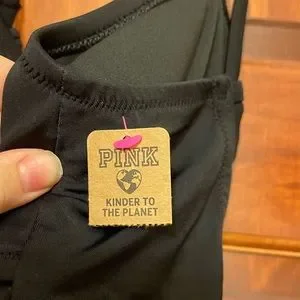 PINK
KINDER TO
THE PLANET